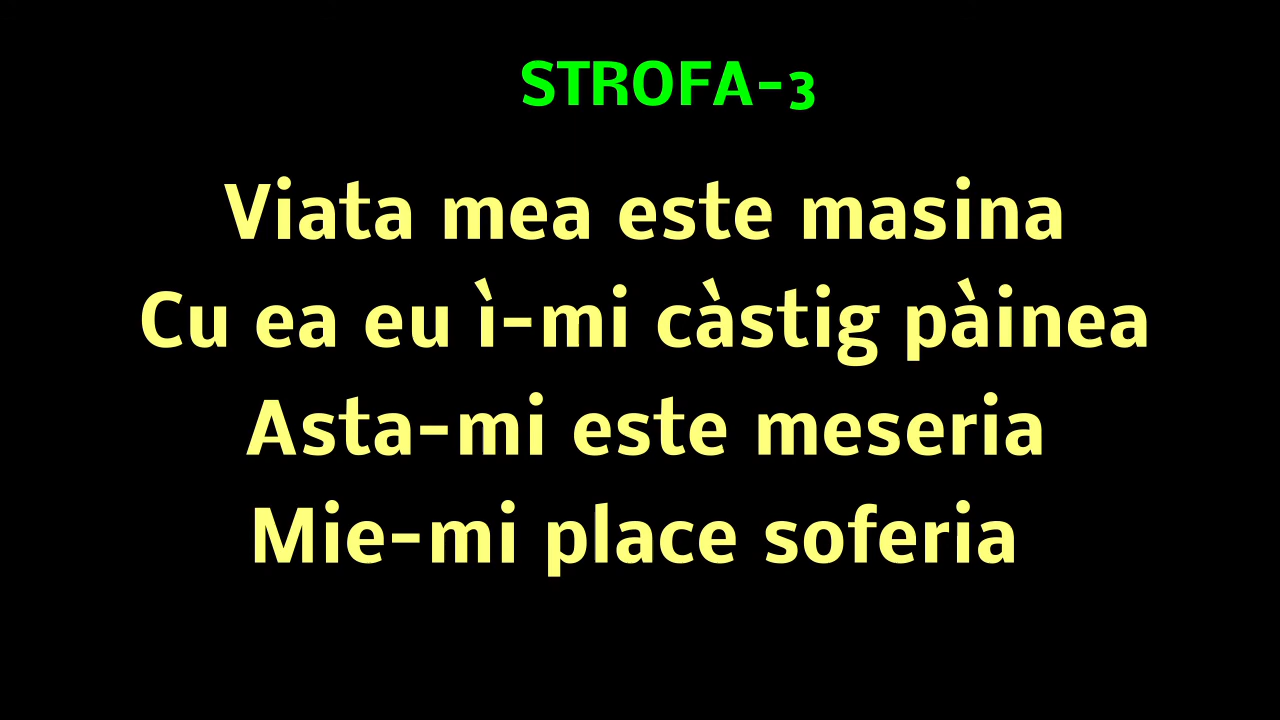 STROFA-3
Viata mea este masina
Cu ea eu ì-mi càstig pàinea
Asta-mi este meseria
Mie-mi place soferia